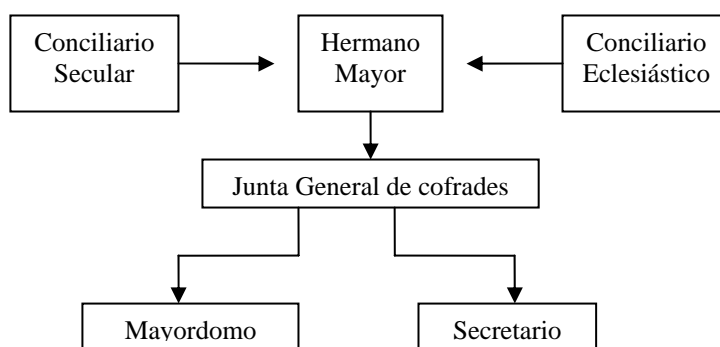 Conciliario
Secular
Hermano
Mayor
Conciliario
Eclesiástico
Junta General de cofrades
Mayordomo
Secretario